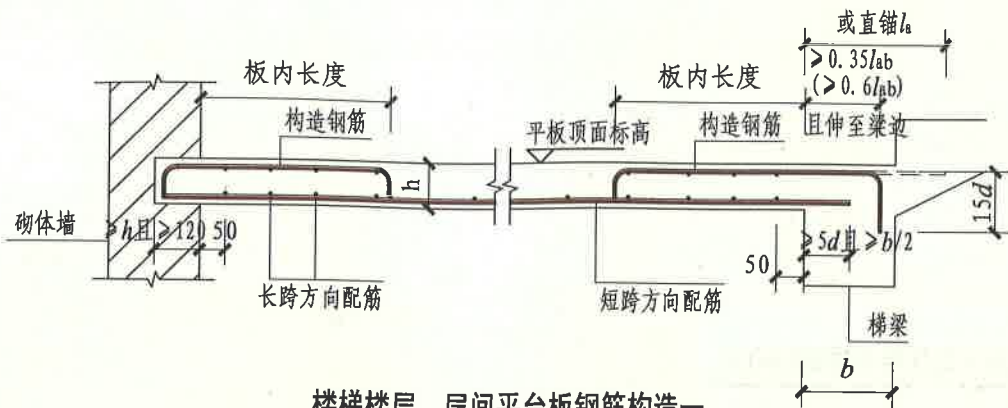 或直锚la
≥0.35lab
(≥0.6lab)
且伸至梁边
板内长度
板内长度
构造钢筋
平板顶面标高
构造钢筋
h
15d
砌体墙
≥h且≥120
50
≥5d且≥b/2
50
长跨方向配筋
短跨方向配筋
梯梁
b
楼梯楼层、层间平台板钢筋构造一